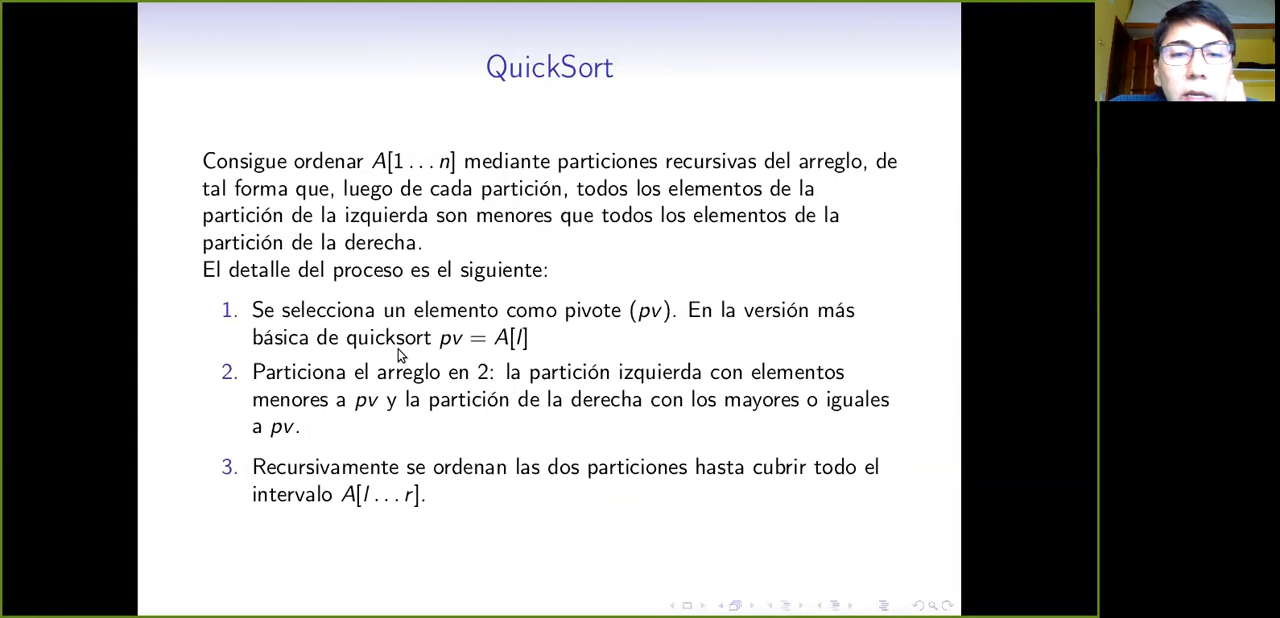 QuickSort
Consigue ordenar A[1 . . . n] mediante particiones recursivas del arreglo, de
tal forma que, luego de cada partición, todos los elementos de la
partición de la izquierda son menores que todos los elementos de la
partición de la derecha.
El detalle del proceso es el siguiente:
1. Se selecciona un elemento como pivote (pv). En la versión más
básica de quicksort pv = A[l]
2. Particiona el arreglo en 2: la partición izquierda con elementos
menores a pv y la partición de la derecha con los mayores o iguales
a pv.
3. Recursivamente se ordenan las dos particiones hasta cubrir todo el
intervalo A[l . . . r].